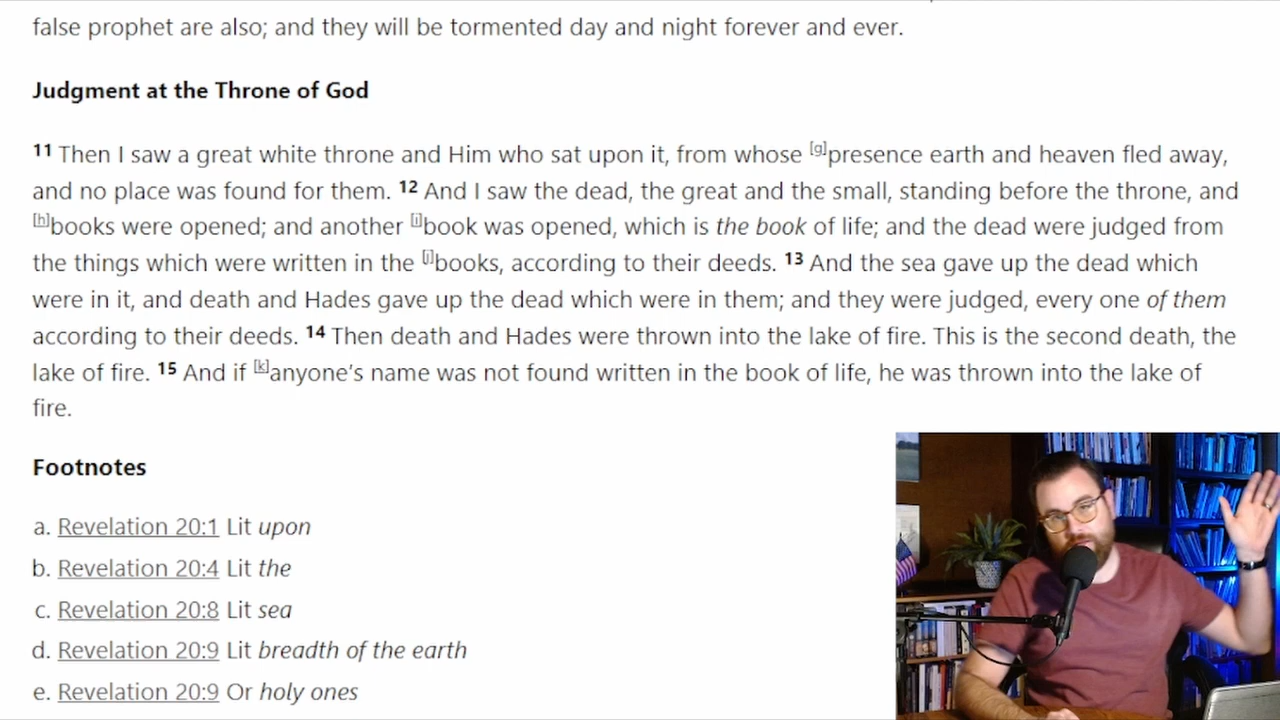 false prophet are also; and they will be tormented day and night forever and ever.
Judgment at the Throne of God
11 Then I saw a great white throne and Him who sat upon it, from whose [g]presence earth and heaven fled away,
and no place was found for them. 12 And I saw the dead, the great and the small, standing before the throne, and
[h]books were opened; and another [i]book was opened, which is the book of life; and the dead were judged from
the things which were written in the [j]books, according to their deeds. 13 And the sea gave up the dead which
were in it, and death and Hades gave up the dead which were in them; and they were judged, every one of them
according to their deeds. 14 Then death and Hades were thrown into the lake of fire. This is the second death, the
lake of fire. 15 And if [k]anyone’s name was not found written in the book of life, he was thrown into the lake of
fire.
Footnotes
a. Revelation 20:1 Lit upon
b. Revelation 20:4 Lit the
c. Revelation 20:8 Lit sea
d. Revelation 20:9 Lit breadth of the earth
e. Revelation 20:9 Or holy ones